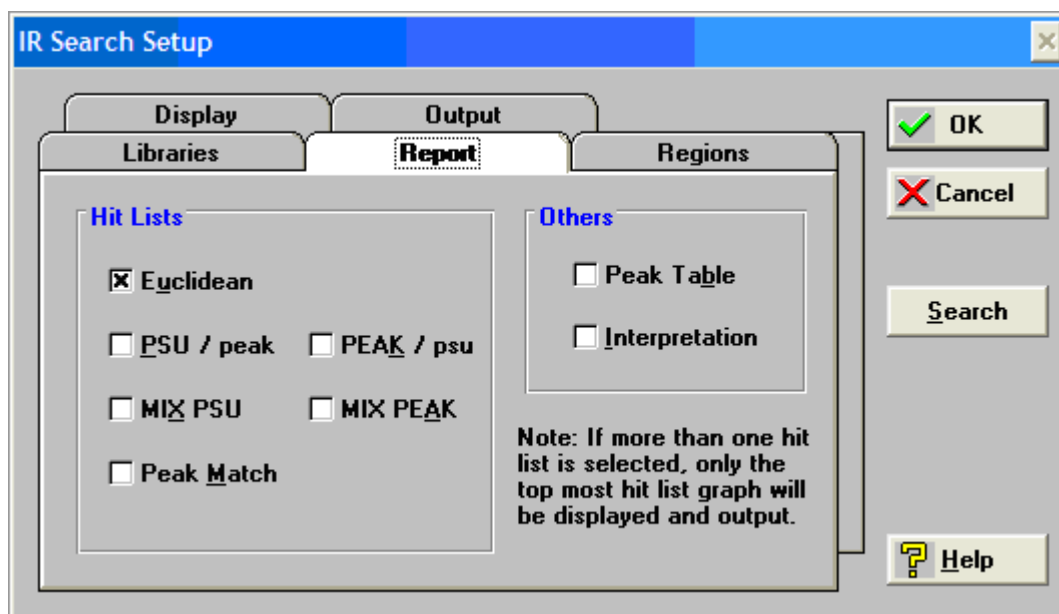 IR Search Setup
Display
Output
Libraries
Report
Regions
OK
Cancel
Search
Help
Hit Lists
Euclidean
PSU / peak
PEAK / psu
MIX PSU
MIX PEAK
Peak Match
Others
Peak Table
Interpretation
Note: If more than one hit
list is selected, only the
top most hit list graph will
be displayed and output.